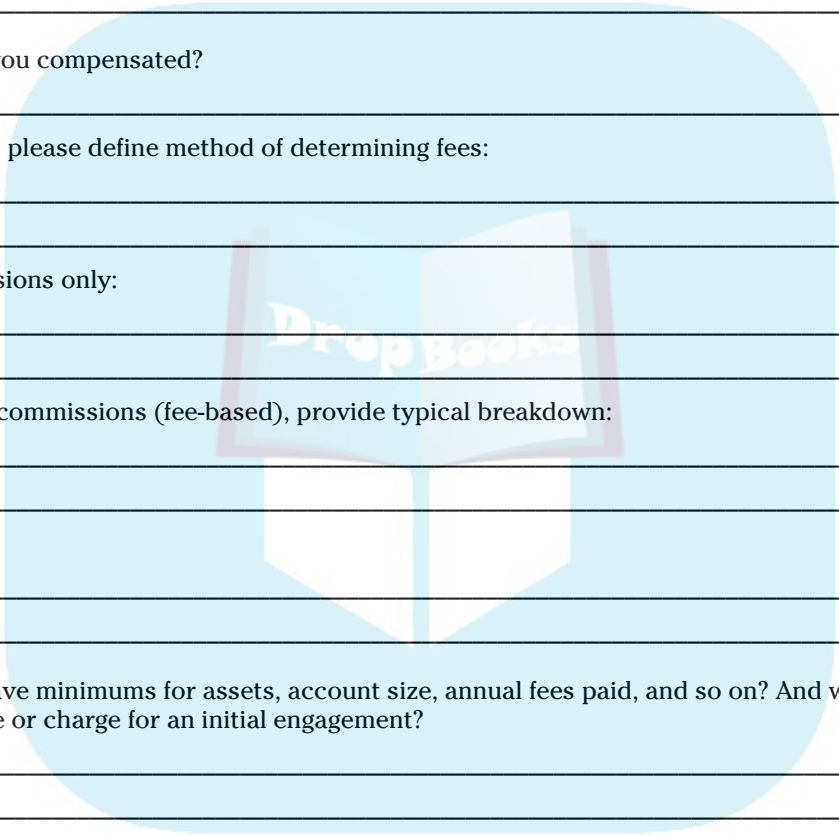 ou compensated?
please define method of determining fees:
sions only:
Drop Books
commissions (fee-based), provide typical breakdown:
ve minimums for assets, account size, annual fees paid, and so on? And
or charge for an initial engagement?